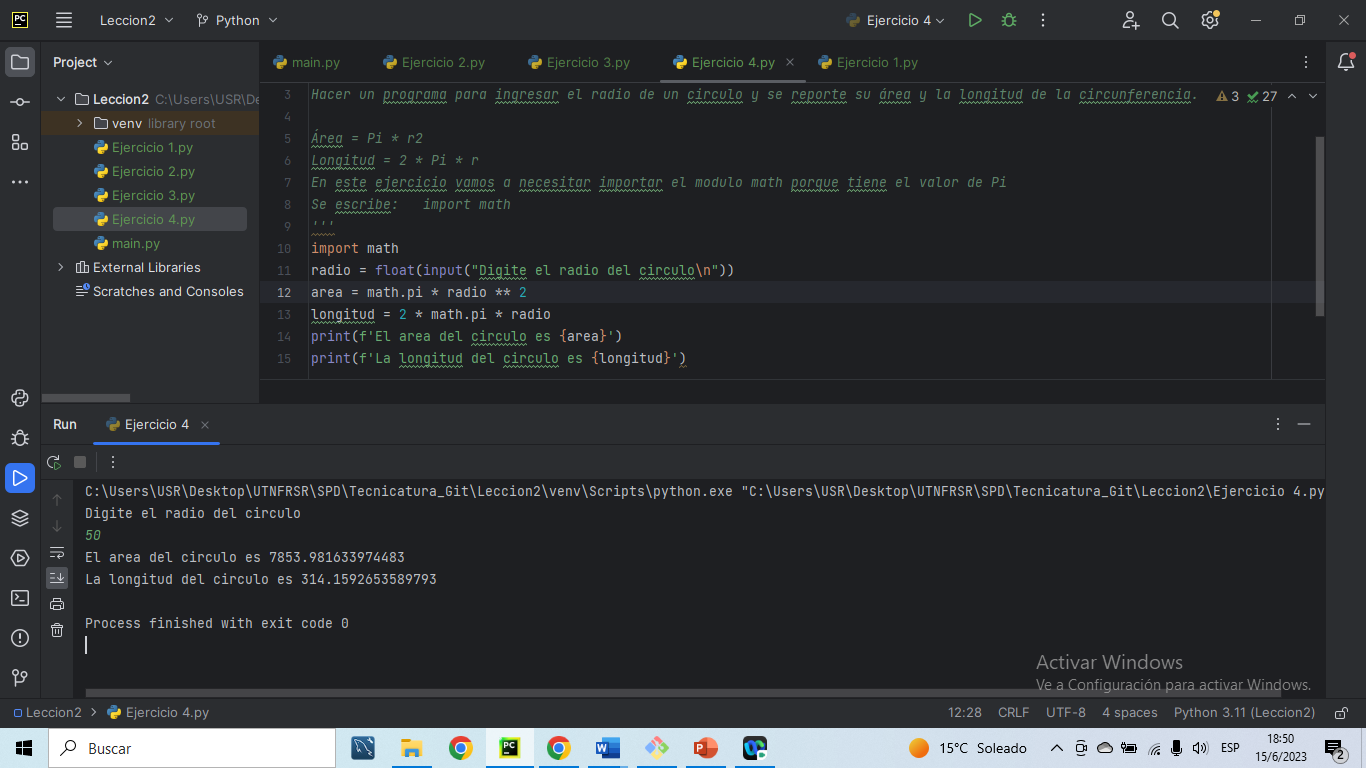 PC Leccion2 Python Ejercicio 4
Project
main.py Ejercicio 2.py Ejercicio 3.py Ejercicio 4.py Ejercicio 1.py
Leccion2 C:\Users\USR\De
venv library root
Ejercicio 1.py
Ejercicio 2.py
Ejercicio 3.py
Ejercicio 4.py
main.py
External Libraries
Scratches and Consoles
3 Hacer un programa para ingresar el radio de un circulo y se reporte su área y la longitud de la circunferencia. 3 27
4
5 Área = Pi * r2
6 Longitud = 2 * Pi * r
7 En este ejercicio vamos a necesitar importar el modulo math porque tiene el valor de Pi
8 Se escribe:   import math
9 '''
10 import math
11 radio = float(input("Digite el radio del circulo\n"))
12 area = math.pi * radio ** 2
13 longitud = 2 * math.pi * radio
14 print(f'El area del circulo es {area}')
15 print(f'La longitud del circulo es {longitud}')
Run Ejercicio 4
C:\Users\USR\Desktop\UTNFRSR\SPD\Tecnicatura_Git\Leccion2\venv\Scripts\python.exe "C:\Users\USR\Desktop\UTNFRSR\SPD\Tecnicatura_Git\Leccion2\Ejercicio 4.py
Digite el radio del circulo
50
El area del circulo es 7853.981633974483
La longitud del circulo es 314.1592653589793
Process finished with exit code 0
Activar Windows
Ve a Configuración para activar Windows.
Leccion2 Ejercicio 4.py 12:28 CRLF UTF-8 4 spaces Python 3.11 (Leccion2)
Buscar PC W P 15°C Soleado ESP 18:50
15/6/2023 2